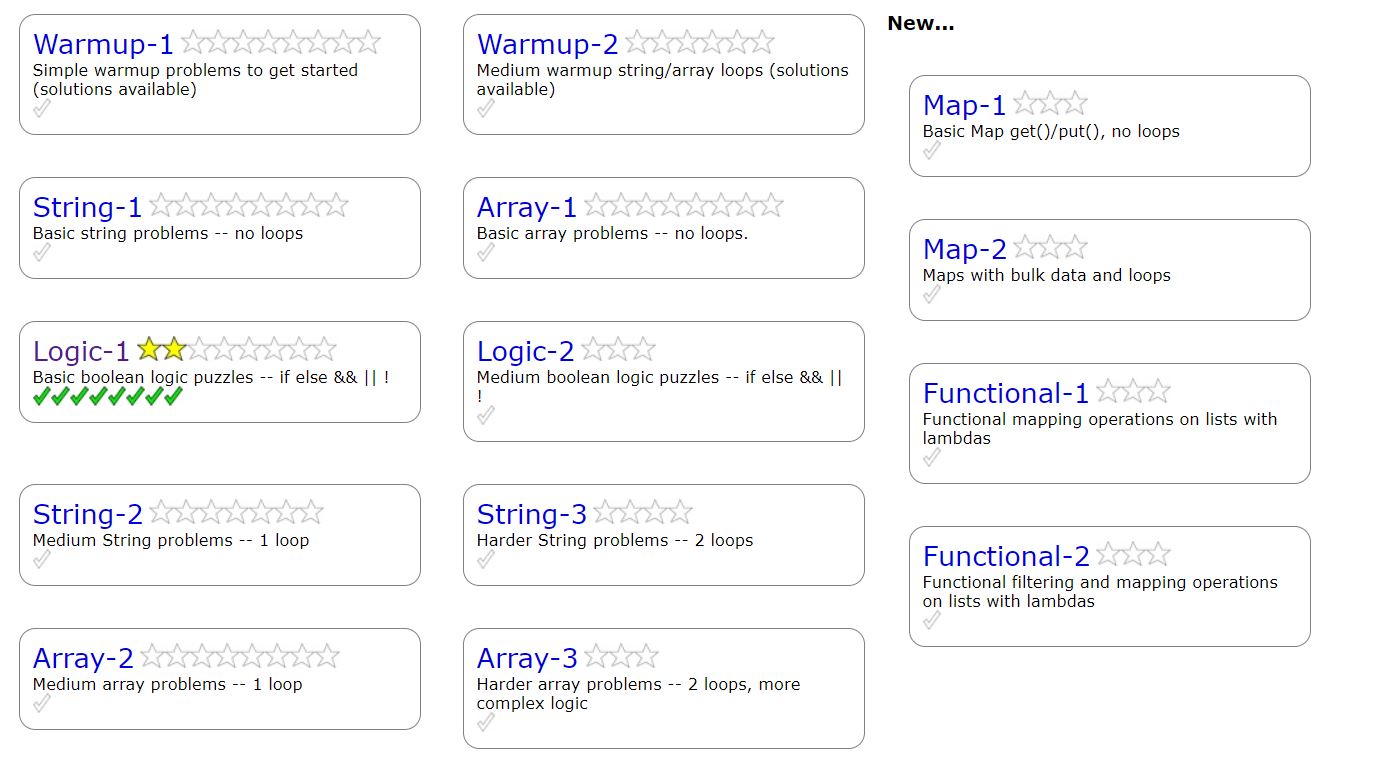 Warmup-1
Simple warmup problems to get started
(solutions available)
Warmup-2
Medium warmup string/array loops (solutions
available)
String-1
Basic string problems -- no loops
Array-1
Basic array problems -- no loops.
Logic-1
Basic boolean logic puzzles -- if else && || !
Logic-2
Medium boolean logic puzzles -- if else && ||
!
String-2
Medium String problems -- 1 loop
String-3
Harder String problems -- 2 loops
Array-2
Medium array problems -- 1 loop
Array-3
Harder array problems -- 2 loops, more
complex logic
New...
Map-1
Basic Map get()/put(), no loops
Map-2
Maps with bulk data and loops
Functional-1
Functional mapping operations on lists with
lambdas
Functional-2
Functional filtering and mapping operations
on lists with lambdas